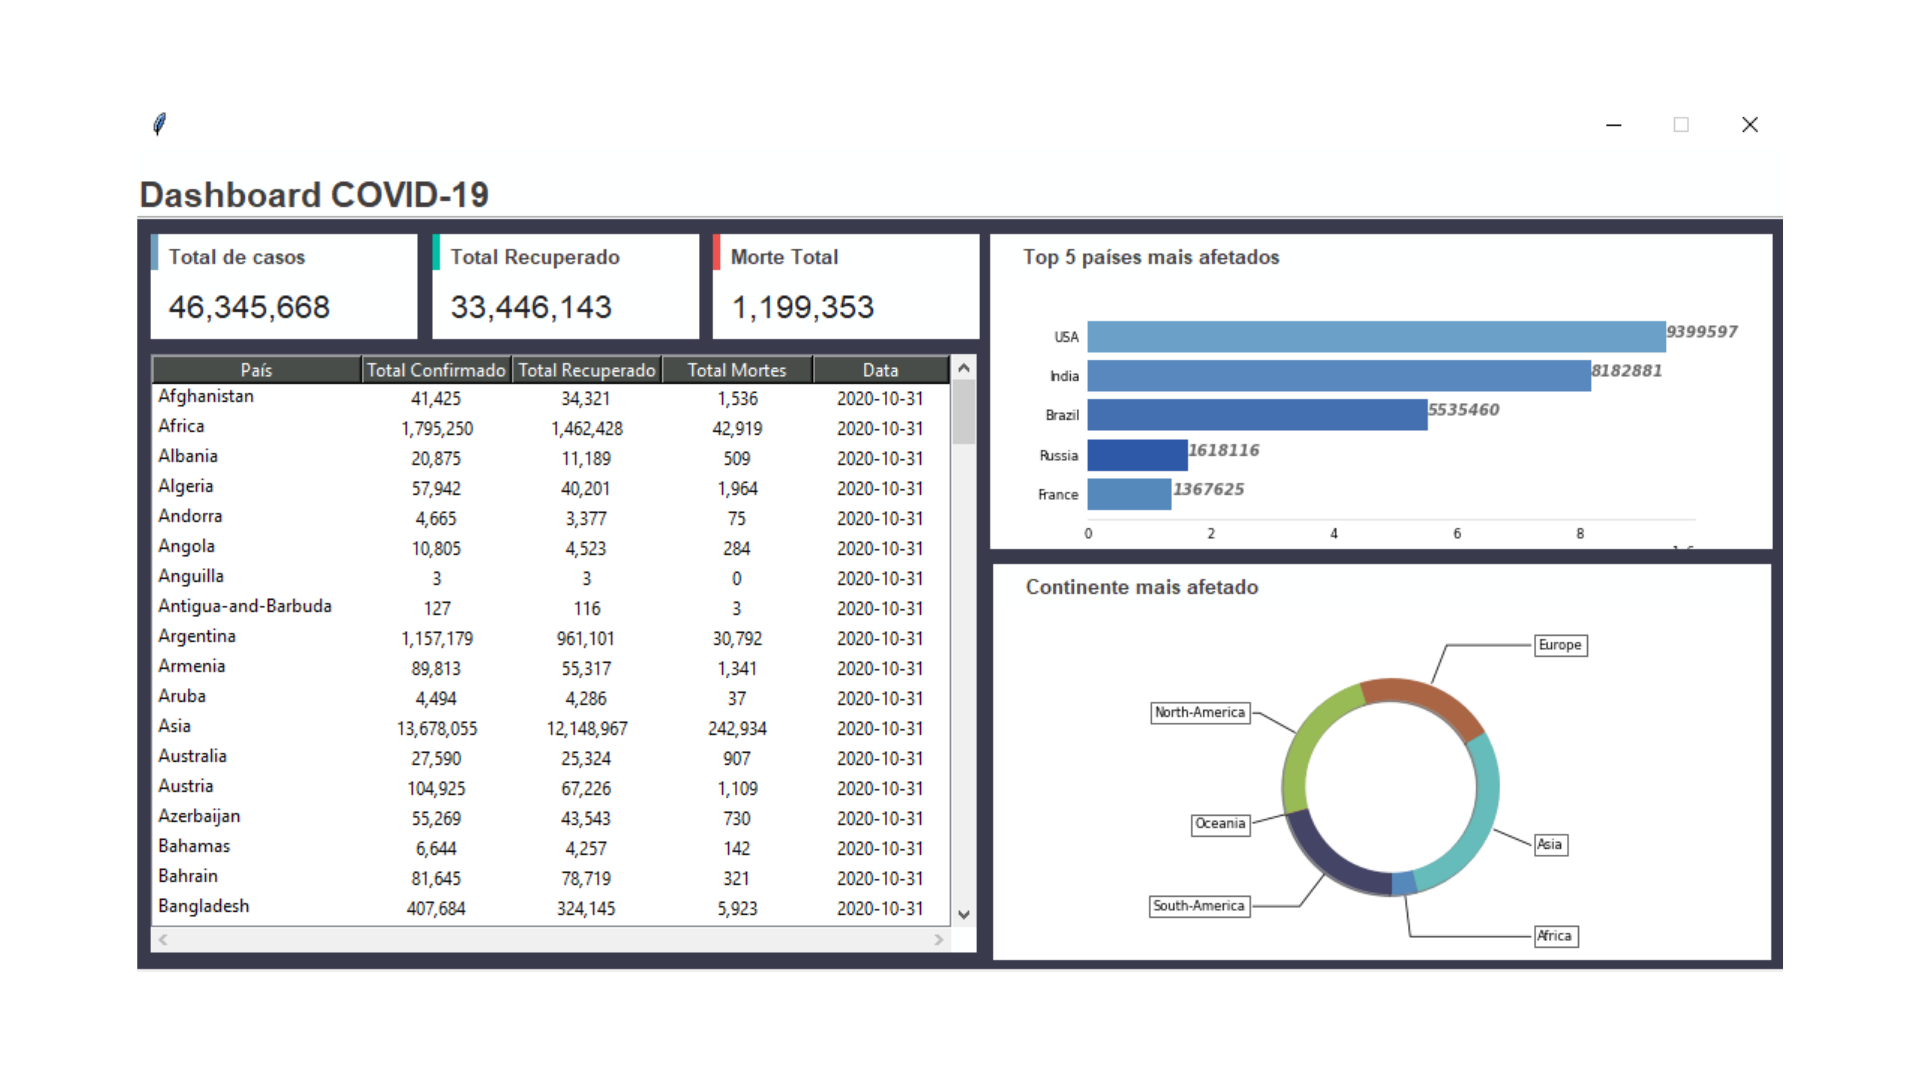 Dashboard COVID-19
Total de casos
46,345,668
Total Recuperado
33,446,143
Morte Total
1,199,353
País Total Confirmado Total Recuperado Total Mortes Data
Afghanistan 41,425 34,321 1,536 2020-10-31
Africa 1,795,250 1,462,428 42,919 2020-10-31
Albania 20,875 11,189 509 2020-10-31
Algeria 57,942 40,201 1,964 2020-10-31
Andorra 4,665 3,377 75 2020-10-31
Angola 10,805 4,523 284 2020-10-31
Anguilla 3 3 0 2020-10-31
Antigua-and-Barbuda 127 116 3 2020-10-31
Argentina 1,157,179 961,101 30,792 2020-10-31
Armenia 89,813 55,317 1,341 2020-10-31
Aruba 4,494 4,286 37 2020-10-31
Asia 13,678,055 12,148,967 242,934 2020-10-31
Australia 27,590 25,324 907 2020-10-31
Austria 104,925 67,226 1,109 2020-10-31
Azerbaijan 55,269 43,543 730 2020-10-31
Bahamas 6,644 4,257 142 2020-10-31
Bahrain 81,645 78,719 321 2020-10-31
Bangladesh 407,684 324,145 5,923 2020-10-31
Top 5 países mais afetados
USA 9399597
India 8182881
Brazil 5535460
Russia 1618116
France 1367625
0 2 4 6 8
Continente mais afetado
Europe
North-America
Oceania
Asia
South-America
Africa